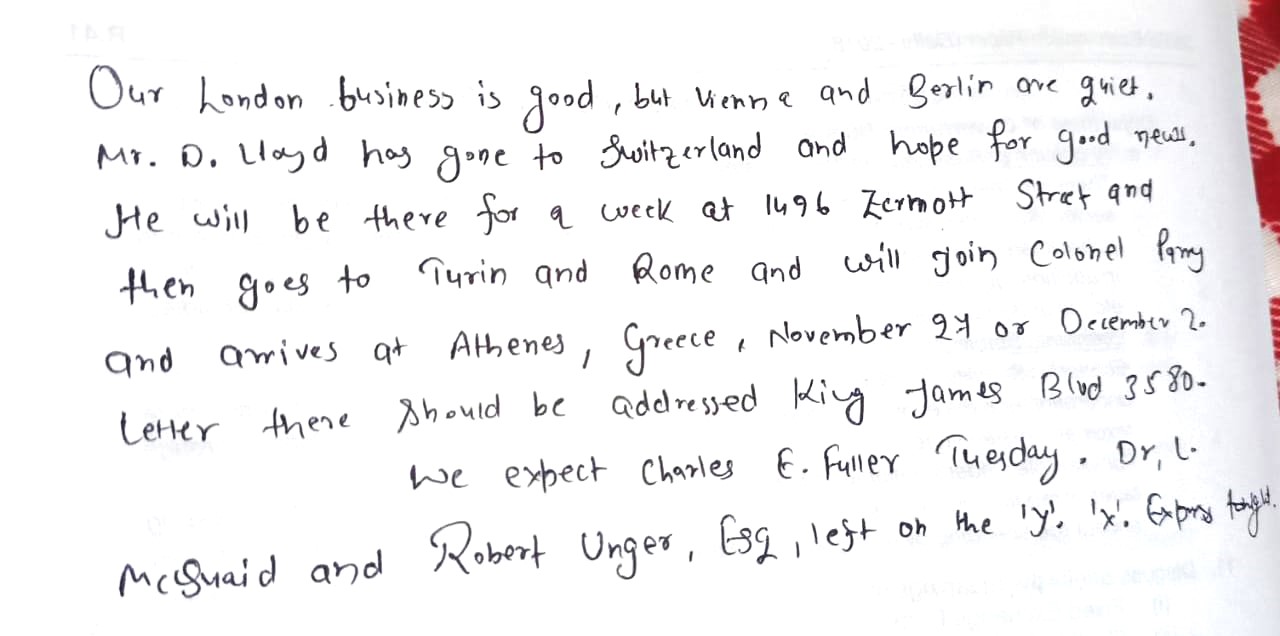 Our London business is good, but Vienna and Berlin are quiet.
Mr. D. Lloyd has gone to Switzerland and hope for good news.
He will be there for a week at 1496 Zermott Street and
then goes to Turin and Rome and will join Colonel Parry
and arrives at Athenes, Greece, November 27 or December 2.
Letter there should be addressed King James Blvd 3580.
We expect Charles E. Fuller Tuesday. Dr, L.
McQuaid and Robert Unger, Esq, left on the 'Y'. 'X'. Express tonight.